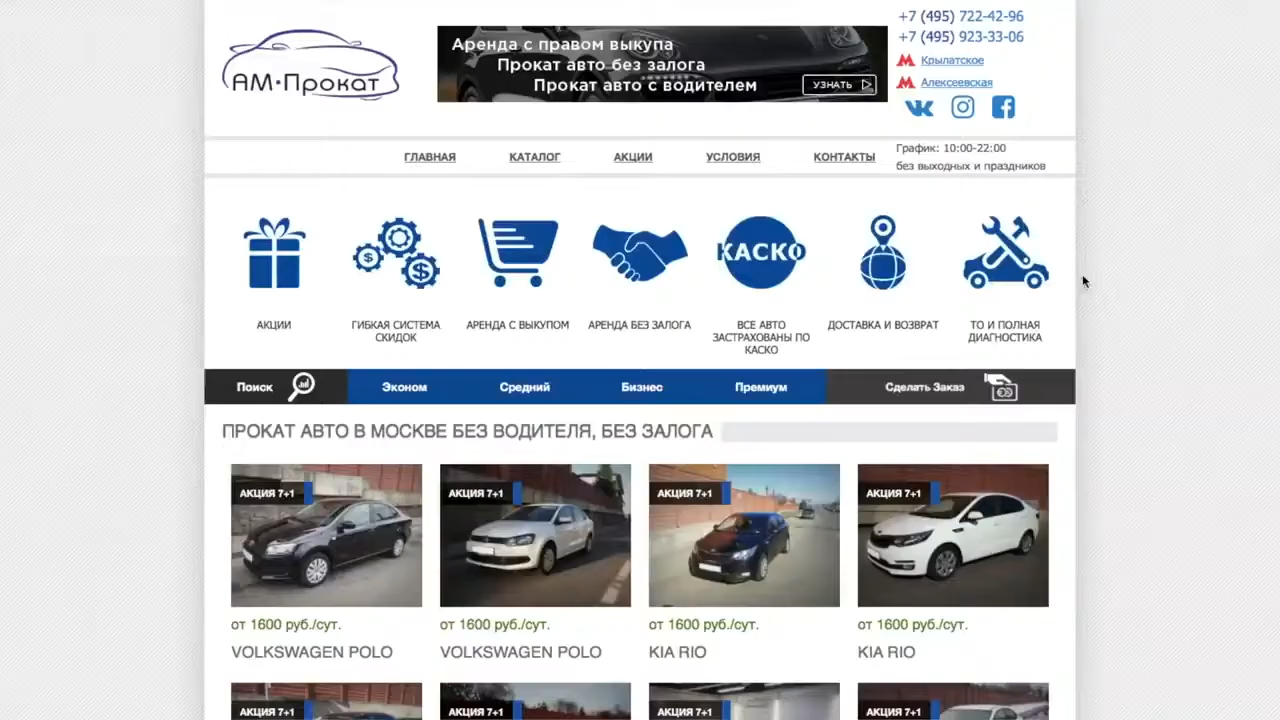 АМ·Прокат
Аренда с правом выкупа
Прокат авто без залога
Прокат авто с водителем
УЗНАТЬ
+7 (495) 722-42-96
+7 (495) 923-33-06
Крылатское
Алексеевская
ГЛАВНАЯ
КАТАЛОГ
АКЦИИ
УСЛОВИЯ
КОНТАКТЫ
График: 10:00-22:00
без выходных и праздников
КАСКО
АКЦИИ
ГИБКАЯ СИСТЕМА
СКИДОК
АРЕНДА С ВЫКУПОМ
АРЕНДА БЕЗ ЗАЛОГА
ВСЕ АВТО
ЗАСТРАХОВАНЫ ПО
КАСКО
ДОСТАВКА И ВОЗВРАТ
ТО И ПОЛНАЯ
ДИАГНОСТИКА
Поиск
Эконом
Средний
Бизнес
Премиум
Сделать Заказ
ПРОКАТ АВТО В МОСКВЕ БЕЗ ВОДИТЕЛЯ, БЕЗ ЗАЛОГА
АКЦИЯ 7+1
АКЦИЯ 7+1
АКЦИЯ 7+1
АКЦИЯ 7+1
от 1600 руб./сут.
от 1600 руб./сут.
от 1600 руб./сут.
от 1600 руб./сут.
VOLKSWAGEN POLO
VOLKSWAGEN POLO
KIA RIO
KIA RIO
АКЦИЯ 7+1
АКЦИЯ 7+1
АКЦИЯ 7+1
АКЦИЯ 7+1